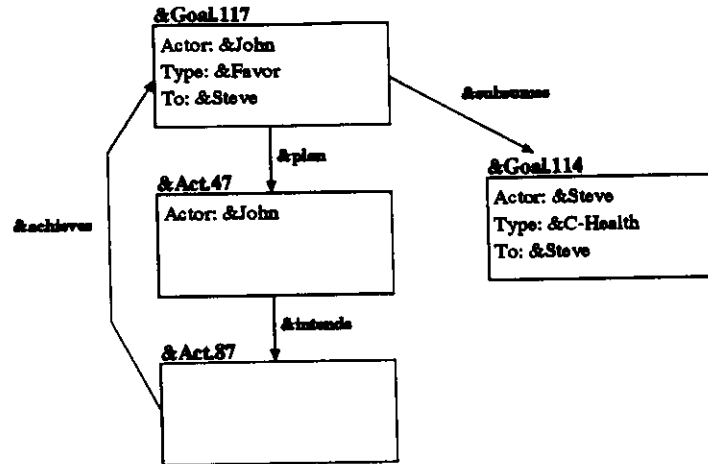 &Goal.117
Actor: &John
Type: &Favor
To: &Steve
&subsumes
&plan
&Goal.114
&Act.47
Actor: &Steve
Actor: &John
Type: &C-Health
&achieves
To: &Steve
&intends
&Act.87